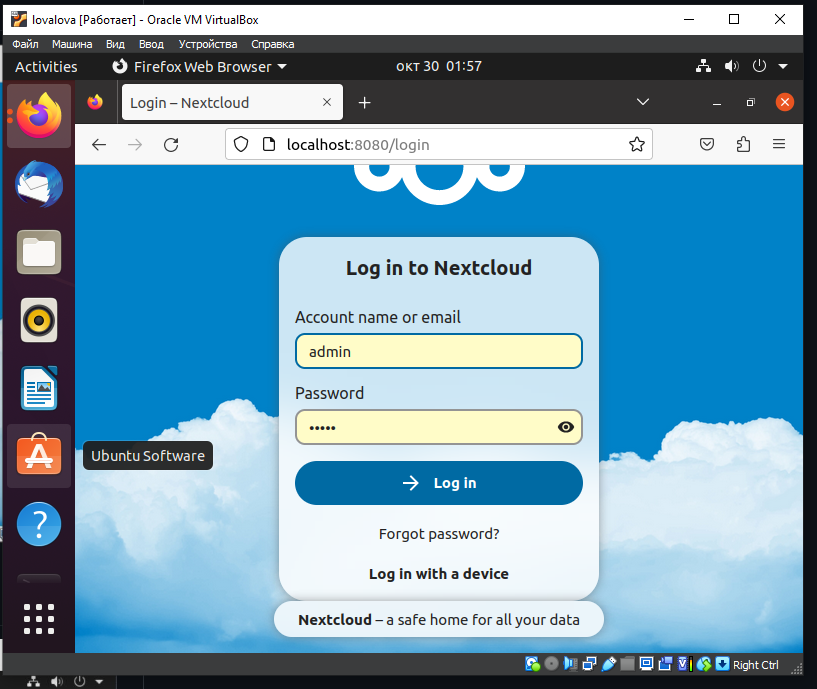 lovalova [Работает] - Oracle VM VirtualBox
Файл Машина Вид Ввод Устройства Справка
Activities Firefox Web Browser окт 30 01:57
Login – Nextcloud
localhost:8080/login
Log in to Nextcloud
Account name or email
admin
Password
•••••
Log in
Ubuntu Software
Forgot password?
Log in with a device
Nextcloud – a safe home for all your data
Right Ctrl